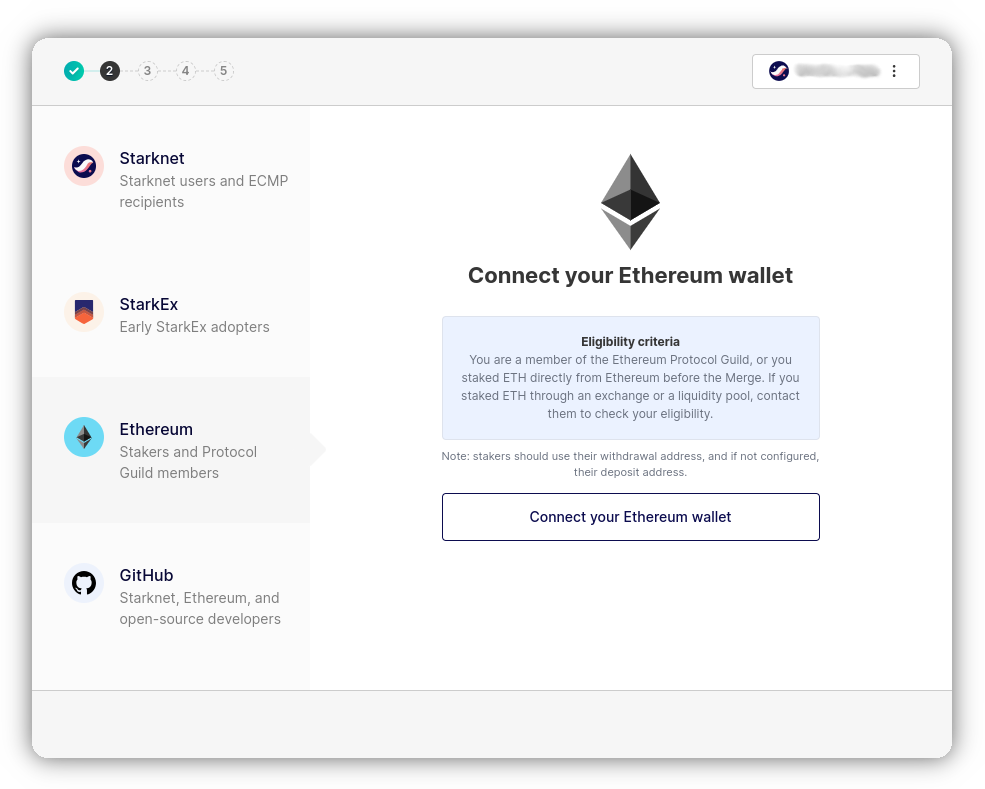 2 3 4 5
Starknet
Starknet users and ECMP
recipients
StarkEx
Early StarkEx adopters
Ethereum
Stakers and Protocol
Guild members
GitHub
Starknet, Ethereum, and
open-source developers
Connect your Ethereum wallet
Eligibility criteria
You are a member of the Ethereum Protocol Guild, or you
staked ETH directly from Ethereum before the Merge. If you
staked ETH through an exchange or a liquidity pool, contact
them to check your eligibility.
Note: stakers should use their withdrawal address, and if not configured,
their deposit address.
Connect your Ethereum wallet